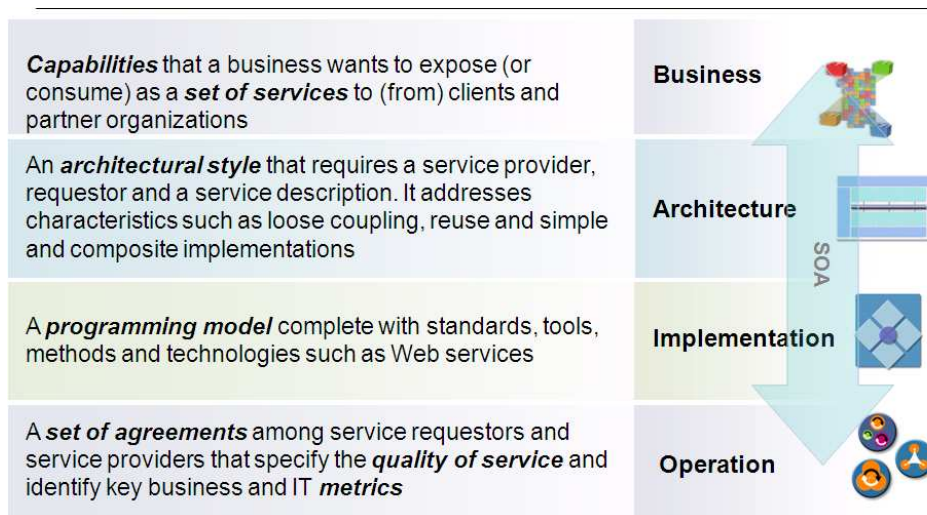 Capabilities that a business wants to expose (or
consume) as a set of services to (from) clients and
partner organizations
Business
An architectural style that requires a service provider,
requestor and a service description. It addresses
characteristics such as loose coupling, reuse and simple
and composite implementations
Architecture
SOA
A programming model complete with standards, tools,
methods and technologies such as Web services
Implementation
A set of agreements among service requestors and
service providers that specify the quality of service and
identify key business and IT metrics
Operation